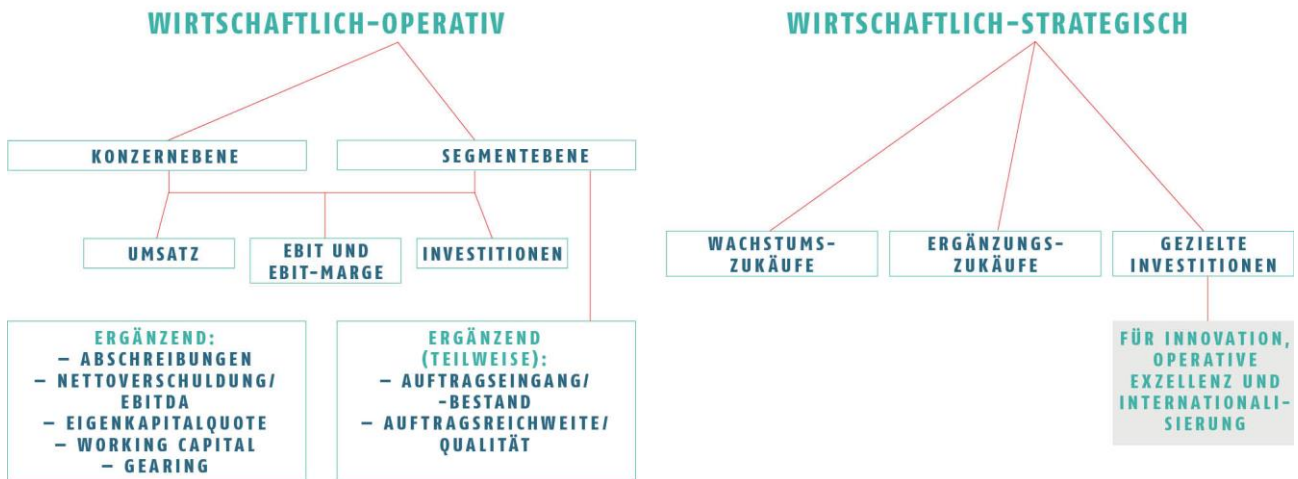 WIRTSCHAFTLICH-OPERATIV
KONZERNEBENE
SEGMENTEBENE
UMSATZ
EBIT UND
EBIT-MARGE
INVESTITIONEN
ERGÄNZEND:
– ABSCHREIBUNGEN
– NETTOVERSCHULDUNG/
EBITDA
– EIGENKAPITALQUOTE
– WORKING CAPITAL
– GEARING
ERGÄNZEND
(TEILWEISE):
– AUFTRAGSEINGANG/
-BESTAND
– AUFTRAGSREICHWEITE/
QUALITÄT
WIRTSCHAFTLICH-STRATEGISCH
WACHSTUMS-
ZUKÄUFE
ERGÄNZUNGS-
ZUKÄUFE
GEZIELTE
INVESTITIONEN
FÜR INNOVATION,
OPERATIVE
EXZELLENZ UND
INTERNATIONALI-
SIERUNG